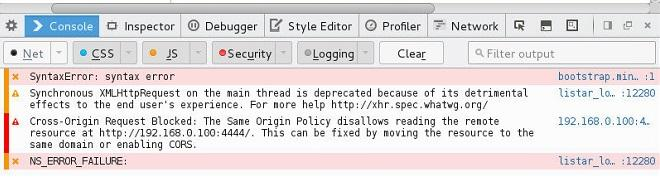 Console Inspector Debugger Style Editor Profiler Network
Net CSS JS Security Logging Clear Filter output
SyntaxError: syntax error bootstrap.min… :1
Synchronous XMLHttpRequest on the main thread is deprecated because of its detrimental listar_lo… :12280
effects to the end user's experience. For more help http://xhr.spec.whatwg.org/
Cross-Origin Request Blocked: The Same Origin Policy disallows reading the remote 192.168.0.100:4…
resource at http://192.168.0.100:4444/. This can be fixed by moving the resource to the
same domain or enabling CORS.
NS_ERROR_FAILURE: listar_lo… :12280